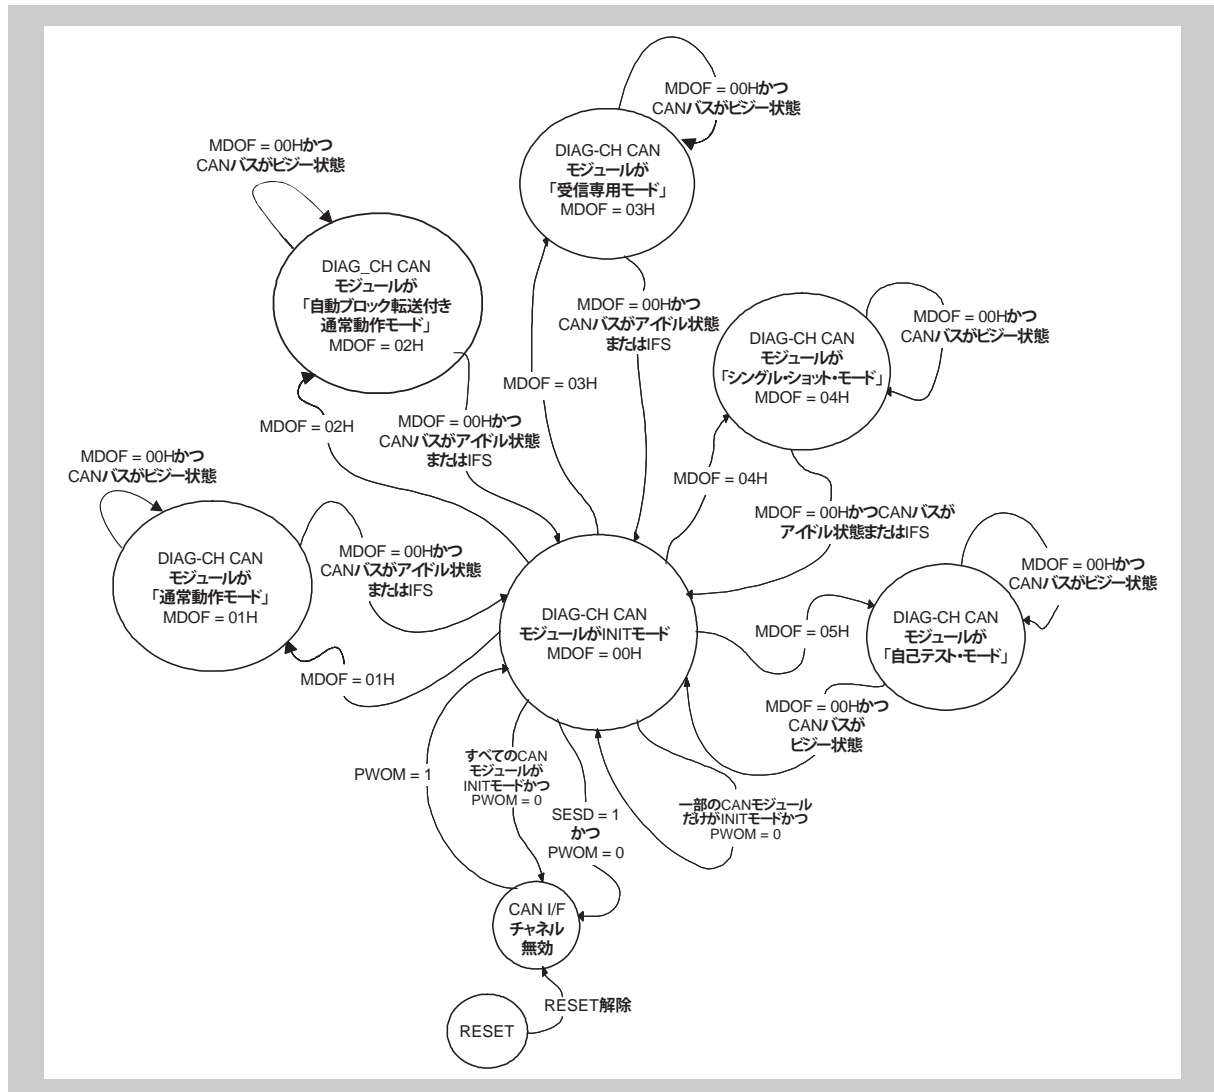 MDOF = 00Hかつ
CANバスがビジー状態
DIAG-CH CAN
モジュールが
「受信専用モード」
MDOF = 03H
MDOF = 00Hかつ
CANバスがビジー状態
DIAG_CH CAN
モジュールが
「自動ブロック転送付き
通常動作モード」
MDOF = 02H
MDOF = 00Hかつ
CANバスがアイドル状態
またはIFS
MDOF = 00Hかつ
CANバスがビジー状態
DIAG-CH CAN
モジュールが
「シングル・ショット・モード」
MDOF = 04H
MDOF = 03H
MDOF = 02H
MDOF = 00Hかつ
CANバスがアイドル状態
またはIFS
MDOF = 04H
MDOF = 00Hかつ
CANバスがビジー状態
MDOF = 00HかつCANバスが
アイドル状態またはIFS
DIAG-CH CAN
モジュールが
「通常動作モード」
MDOF = 01H
MDOF = 00Hかつ
CANバスがアイドル状態
またはIFS
MDOF = 00Hかつ
CANバスがビジー状態
DIAG-CH CAN
モジュールがINITモード
MDOF = 00H
MDOF = 05H
DIAG-CH CAN
モジュールが
「自己テスト・モード」
MDOF = 01H
MDOF = 00Hかつ
CANバスが
ビジー状態
PWOM = 1
すべてのCAN
モジュールが
INITモードかつ
PWOM = 0
SESD = 1
かつ
PWOM = 0
一部のCANモジュール
だけがINITモードかつ
PWOM = 0
CAN I/F
チャネル
無効
RESET解除
RESET